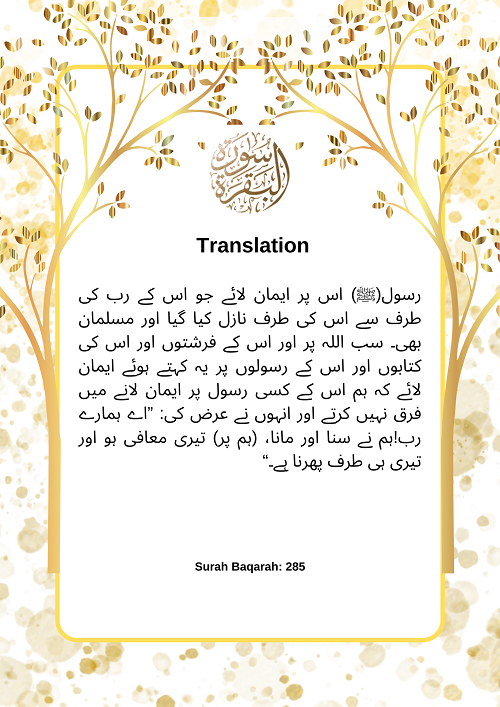 سورة
البقرة
Translation
رسول(ﷺ) اس پر ایمان لائے جو اس کے رب کی
طرف سے اس کی طرف نازل کیا گیا اور مسلمان
بھی۔ سب اللہ پر اور اس کے فرشتوں اور اس کی
کتابوں اور اس کے رسولوں پر یہ کہتے ہوئے ایمان
لائے کہ ہم اس کے کسی رسول پر ایمان لانے میں
فرق نہیں کرتے اور انہوں نے عرض کی: ”اے ہمارے
رب!ہم نے سنا اور مانا، (ہم پر) تیری معافی ہو اور
تیری ہی طرف پھرنا ہے۔“
Surah Baqarah: 285